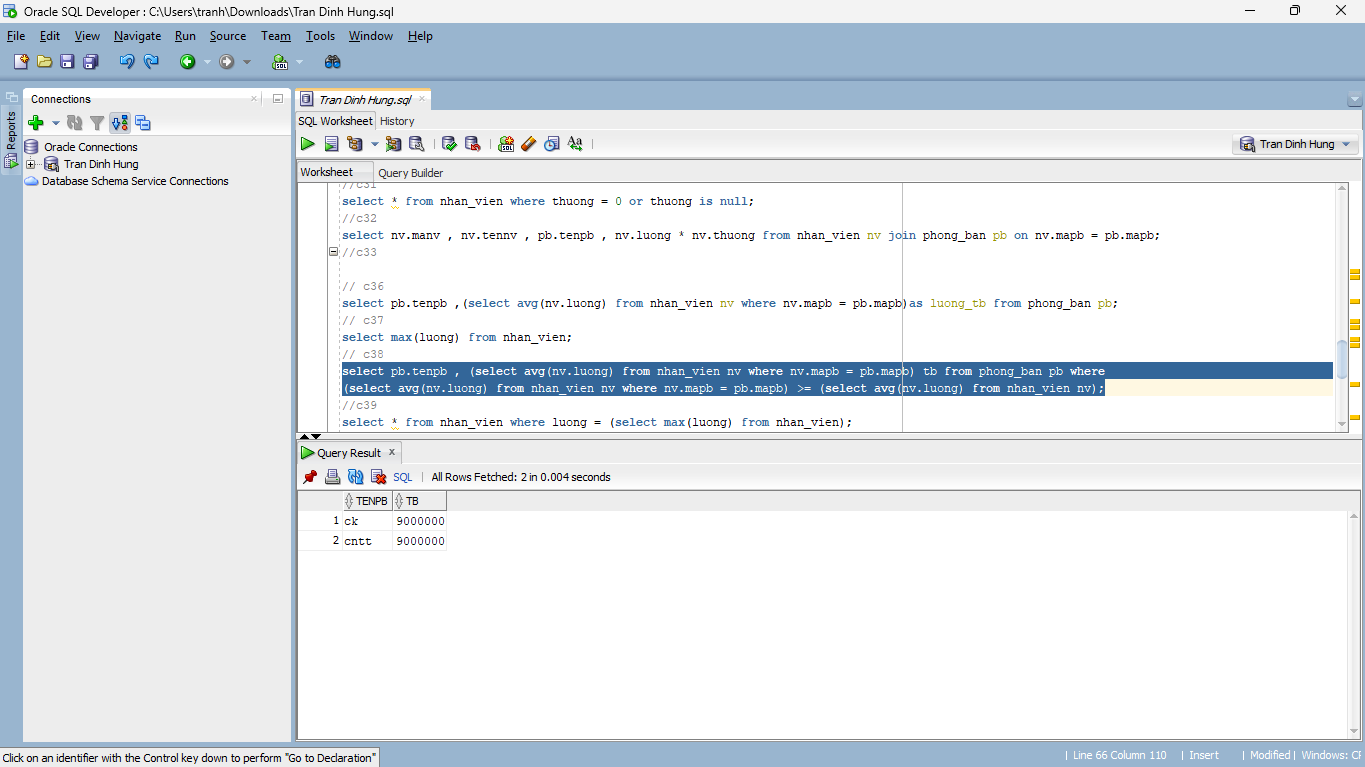 Oracle SQL Developer : C:\Users\tranh\Downloads\Tran Dinh Hung.sql
File Edit View Navigate Run Source Team Tools Window Help
Reports
Connections
Oracle Connections
Tran Dinh Hung
Database Schema Service Connections
Tran Dinh Hung.sql
SQL Worksheet History
Tran Dinh Hung
Worksheet Query Builder
//c31
select * from nhan_vien where thuong = 0 or thuong is null;
//c32
select nv.manv , nv.tennv , pb.tenpb , nv.luong * nv.thuong from nhan_vien nv join phong_ban pb on nv.mapb = pb.mapb;
//c33
// c36
select pb.tenpb ,(select avg(nv.luong) from nhan_vien nv where nv.mapb = pb.mapb)as luong_tb from phong_ban pb;
// c37
select max(luong) from nhan_vien;
// c38
select pb.tenpb , (select avg(nv.luong) from nhan_vien nv where nv.mapb = pb.mapb) tb from phong_ban pb where
(select avg(nv.luong) from nhan_vien nv where nv.mapb = pb.mapb) >= (select avg(nv.luong) from nhan_vien nv);
//c39
select * from nhan_vien where luong = (select max(luong) from nhan_vien);
Query Result
SQL | All Rows Fetched: 2 in 0.004 seconds
TENPB TB
1 ck 9000000
2 cntt 9000000
Click on an identifier with the Control key down to perform "Go to Declaration"
| Line 66 Column 110 | Insert | Modified | Windows: CF